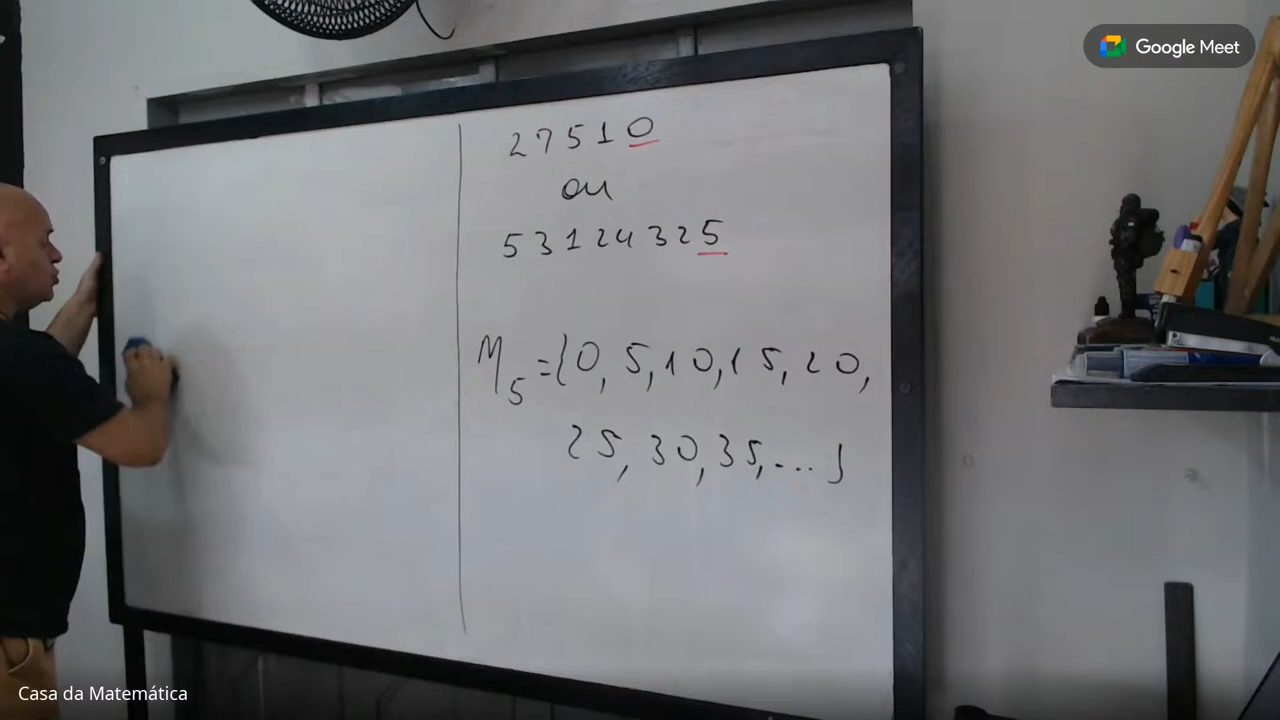 Google Meet
27510
ou
53124325
M5={0, 5, 10, 15, 20,
25, 30, 35, ...}
Casa da Matemática